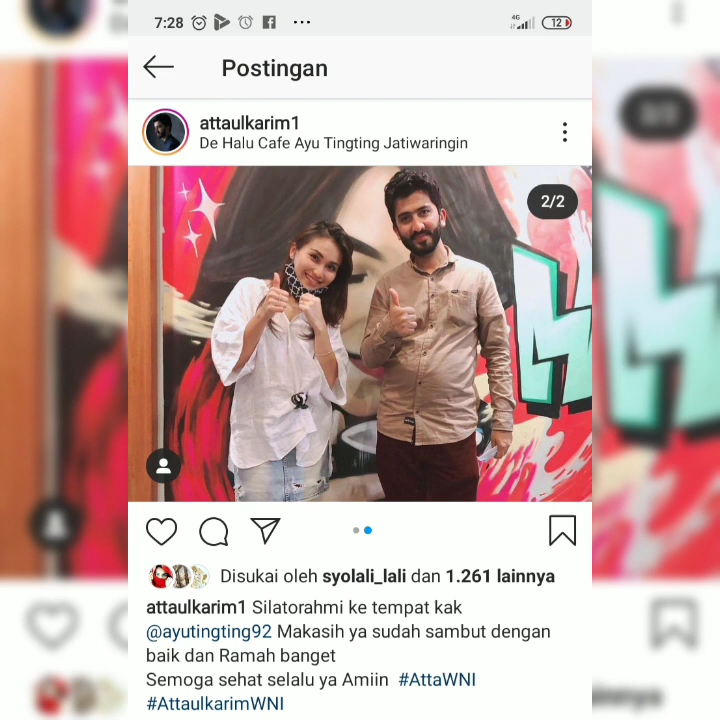 7:28 4G 12
Postingan
attaulkarim1
De Halu Cafe Ayu Tingting Jatiwaringin
2/2
Disukai oleh syolali_lali dan 1.261 lainnya
attaulkarim1 Silatorahmi ke tempat kak
@ayutingting92 Makasih ya sudah sambut dengan
baik dan Ramah banget
Semoga sehat selalu ya Amiin #AttaWNI
#AttaulkarimWNI